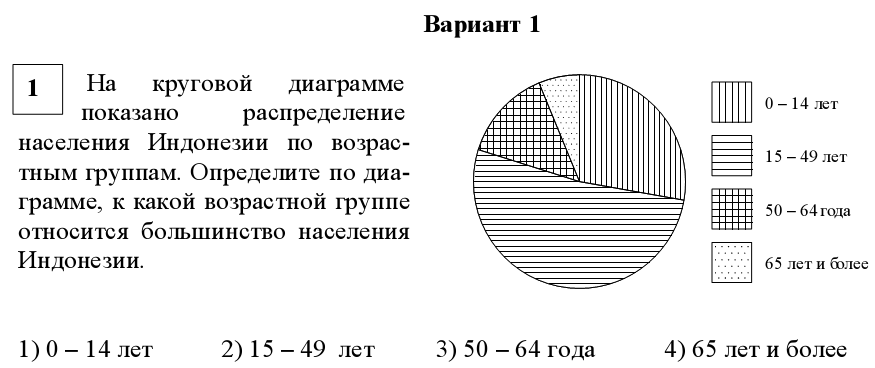 Вариант 1
1
На круговой диаграмме
показано распределение
населения Индонезии по возрас-
тным группам. Определите по диа-
грамме, к какой возрастной группе
относится большинство населения
Индонезии.
0 – 14 лет
15 – 49 лет
50 – 64 года
65 лет и более
1) 0 – 14 лет 2) 15 – 49 лет 3) 50 – 64 года 4) 65 лет и более